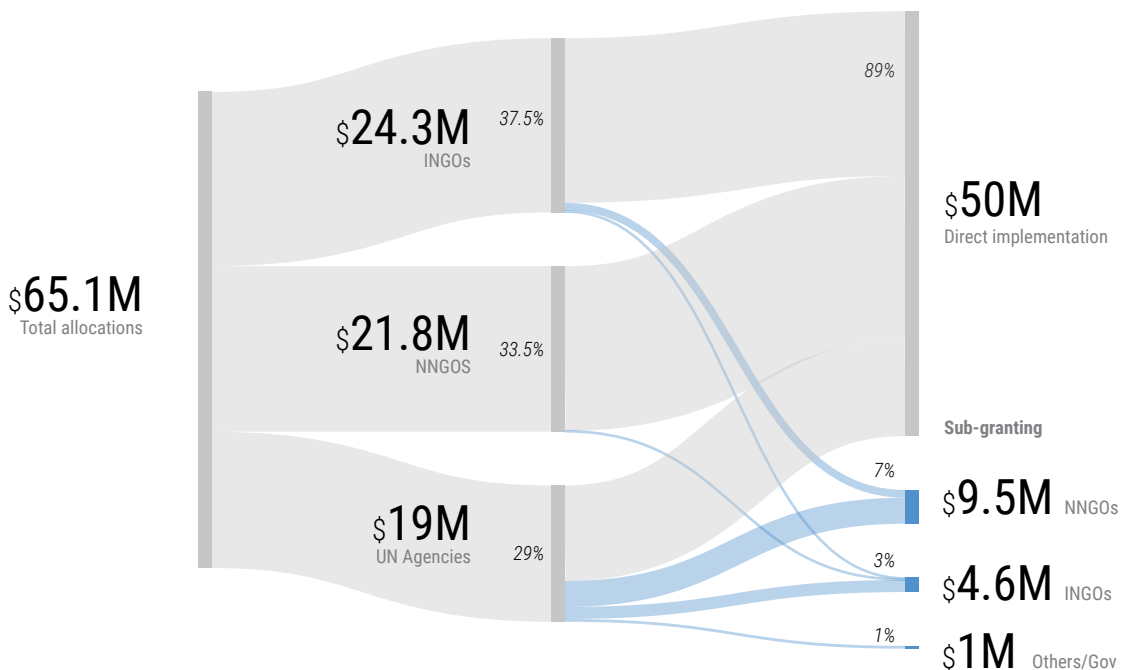 $65.1M
Total allocations
$24.3M
INGOs
37.5%
$21.8M
NNGOS
33.5%
$19M
UN Agencies
29%
89%
$50M
Direct implementation
Sub-granting
7%
$9.5M NNGOs
3%
$4.6M INGOs
1%
$1M Others/Gov